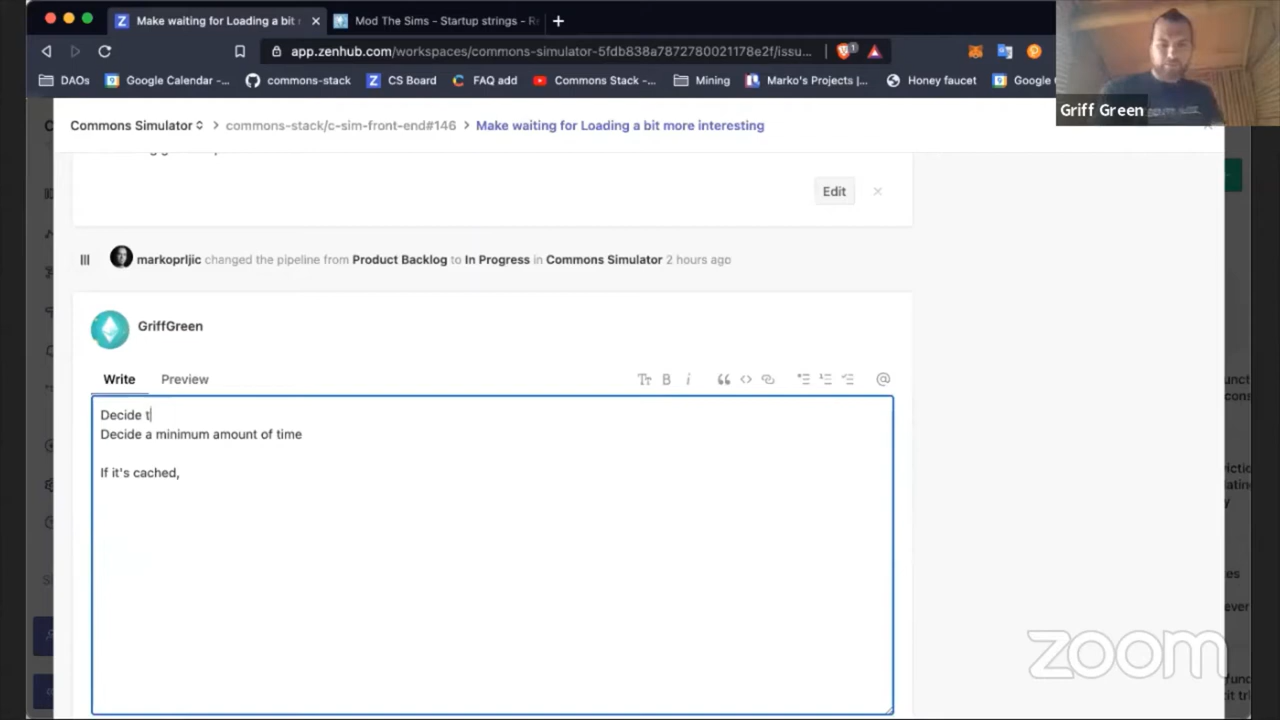 Make waiting for Loading a bit
Mod The Sims - Startup strings - Re
app.zenhub.com/workspaces/commons-simulator-5fdb838a7872780021178e2f/issu...
1
DAOs
Google Calendar -...
commons-stack
CS Board
FAQ add
Commons Stack -...
Mining
Marko's Projects |...
Honey faucet
Google
Griff Green
Commons Simulator > commons-stack/c-sim-front-end#146 > Make waiting for Loading a bit more interesting
Edit
markoprljic changed the pipeline from Product Backlog to In Progress in Commons Simulator 2 hours ago
GriffGreen
Write Preview
Decide t
Decide a minimum amount of time
If it's cached,
zoom